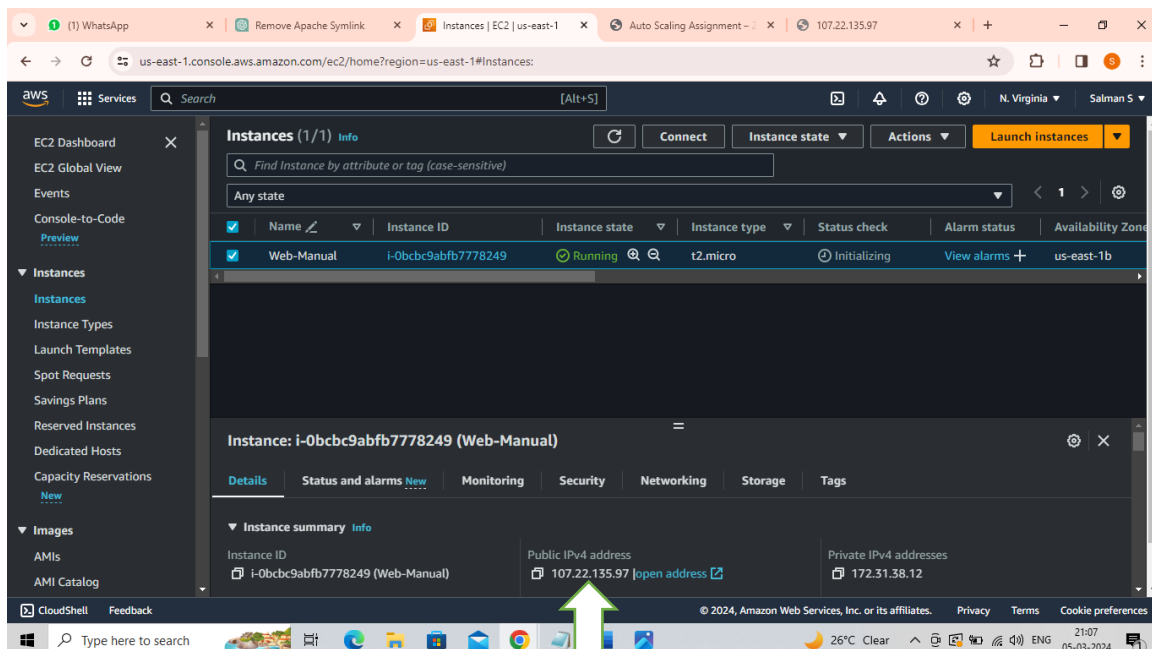 (1) WhatsApp
Remove Apache Symlink
Instances | EC2 | us-east-1
Auto Scaling Assignment – 2
107.22.135.97
us-east-1.console.aws.amazon.com/ec2/home?region=us-east-1#Instances:
S
aws Services Search [Alt+S] N. Virginia Salman S
EC2 Dashboard
EC2 Global View
Events
Console-to-Code
Preview
Instances
Instances
Instance Types
Launch Templates
Spot Requests
Savings Plans
Reserved Instances
Dedicated Hosts
Capacity Reservations
New
Images
AMIs
AMI Catalog
Instances (1/1) Info Connect Instance state Actions Launch instances
Find Instance by attribute or tag (case-sensitive)
Any state 1
Name Instance ID Instance state Instance type Status check Alarm status Availability Zone
Web-Manual i-0bcbc9abfb7778249 Running t2.micro Initializing View alarms us-east-1b
Instance: i-0bcbc9abfb7778249 (Web-Manual)
Details Status and alarms New Monitoring Security Networking Storage Tags
Instance summary Info
Instance ID Public IPv4 address Private IPv4 addresses
i-0bcbc9abfb7778249 (Web-Manual) 107.22.135.97 |open address 172.31.38.12
CloudShell Feedback © 2024, Amazon Web Services, Inc. or its affiliates. Privacy Terms Cookie preferences
Type here to search 26°C Clear ENG 21:07
05-03-2024